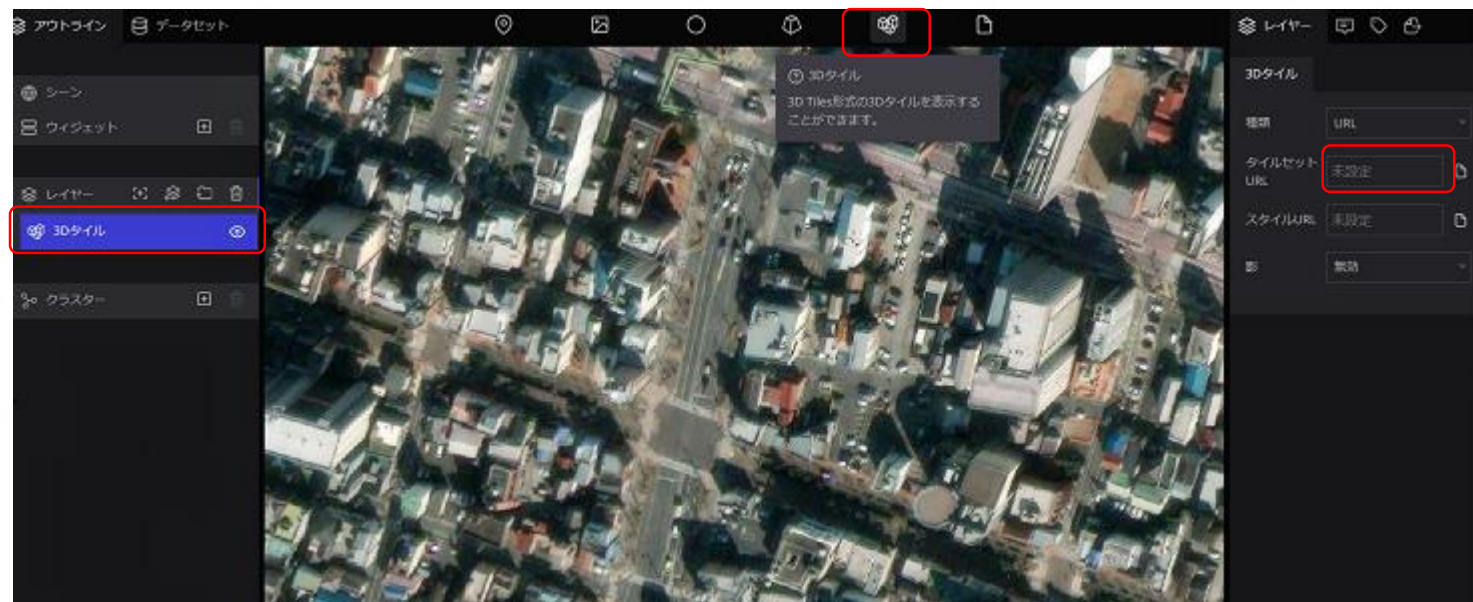 アウトライン
データセット
レイヤー
3Dタイル
3D Tiles形式の3Dタイルを表示する
ことができます。
3Dタイル
シーン
ウィジェット
種類
URL
タイルセット
URL
未設定
レイヤー
スタイルURL
未設定
3Dタイル
影
無効
クラスター